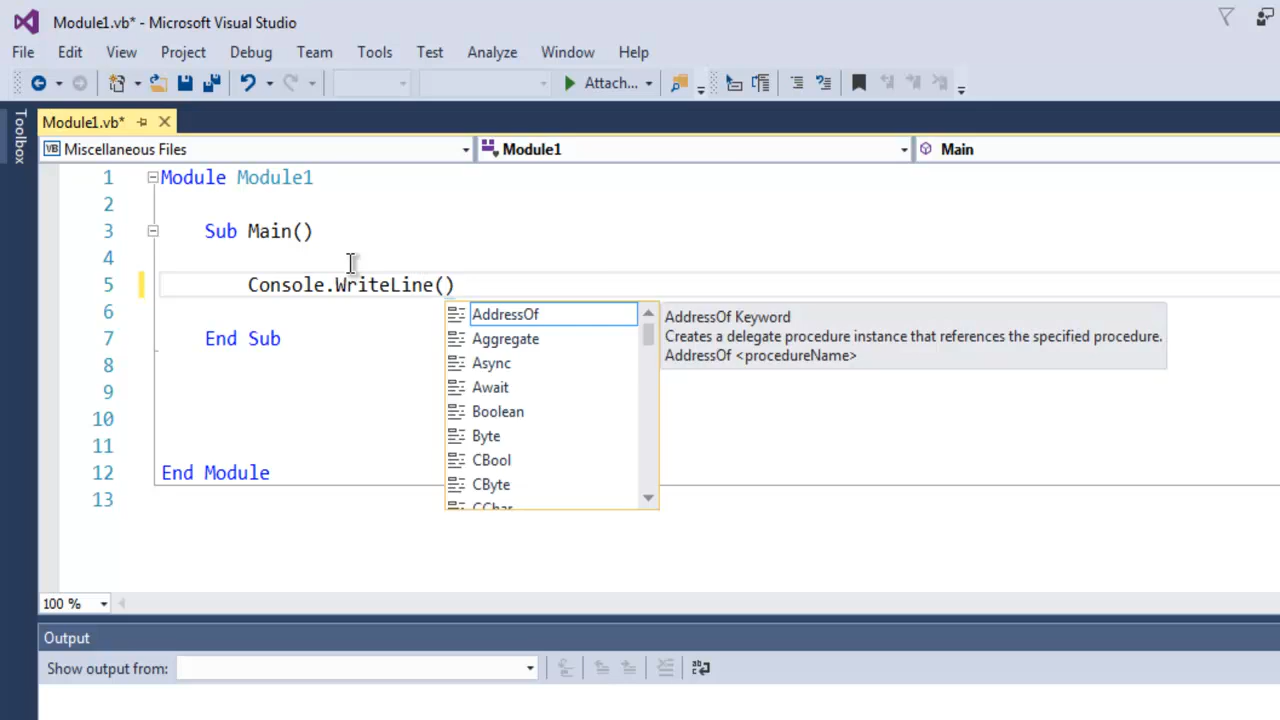 Module1.vb* - Microsoft Visual Studio
File Edit View Project Debug Team Tools Test Analyze Window Help
Attach...
Toolbox
Module1.vb*
VB Miscellaneous Files Module1 Main
1 Module Module1
2
3 Sub Main()
4
5 Console.WriteLine()
6
7 End Sub
8
9
10
11
12 End Module
13
AddressOf
Aggregate
Async
Await
Boolean
Byte
CBool
CByte
CChar
AddressOf Keyword
Creates a delegate procedure instance that references the specified procedure.
AddressOf <procedureName>
100 %
Output
Show output from: